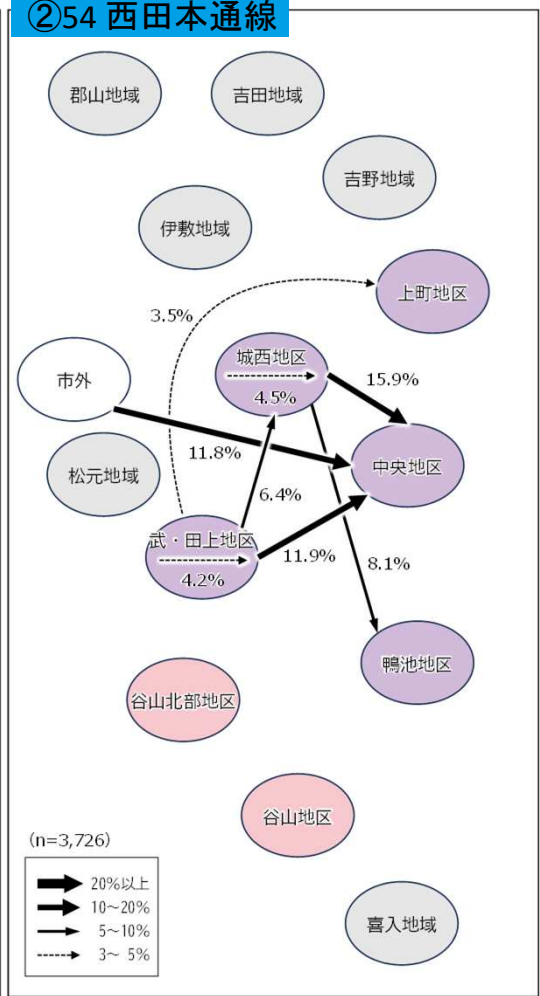 ②54 西田本通線
郡山地域
吉田地域
吉野地域
伊敷地域
上町地区
3.5%
城西地区
4.5%
15.9%
市外
11.8%
中央地区
松元地域
6.4%
武・田上地区
4.2%
11.9%
8.1%
鴨池地区
谷山北部地区
谷山地区
(n=3,726)
20%以上
10～20%
5～10%
3～ 5%
喜入地域